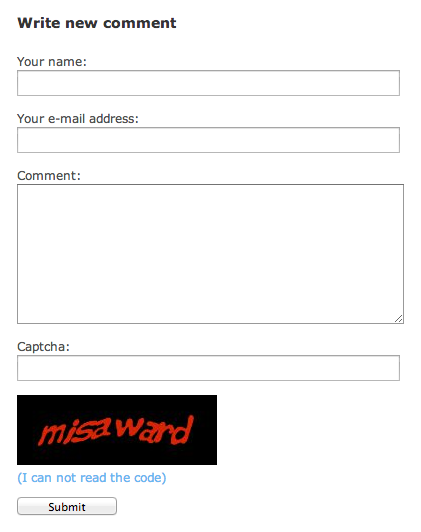 Write new comment
Your name:
Your e-mail address:
Comment:
Captcha:
misaward
(I can not read the code)
Submit